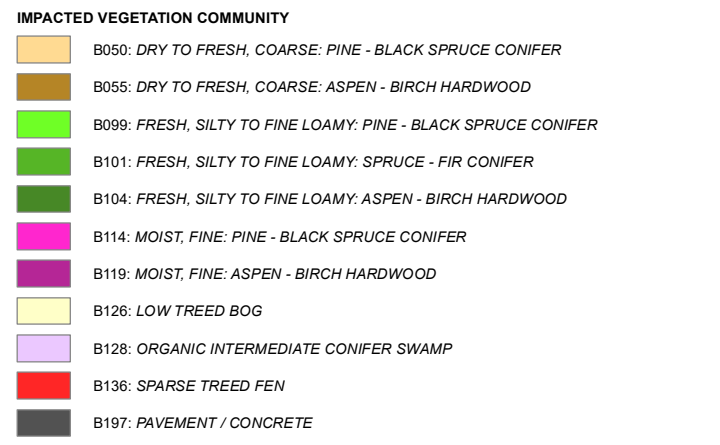 IMPACTED VEGETATION COMMUNITY
B050: DRY TO FRESH, COARSE: PINE - BLACK SPRUCE CONIFER
B055: DRY TO FRESH, COARSE: ASPEN - BIRCH HARDWOOD
B099: FRESH, SILTY TO FINE LOAMY: PINE - BLACK SPRUCE CONIFER
B101: FRESH, SILTY TO FINE LOAMY: SPRUCE - FIR CONIFER
B104: FRESH, SILTY TO FINE LOAMY: ASPEN - BIRCH HARDWOOD
B114: MOIST, FINE: PINE - BLACK SPRUCE CONIFER
B119: MOIST, FINE: ASPEN - BIRCH HARDWOOD
B126: LOW TREED BOG
B128: ORGANIC INTERMEDIATE CONIFER SWAMP
B136: SPARSE TREED FEN
B197: PAVEMENT / CONCRETE